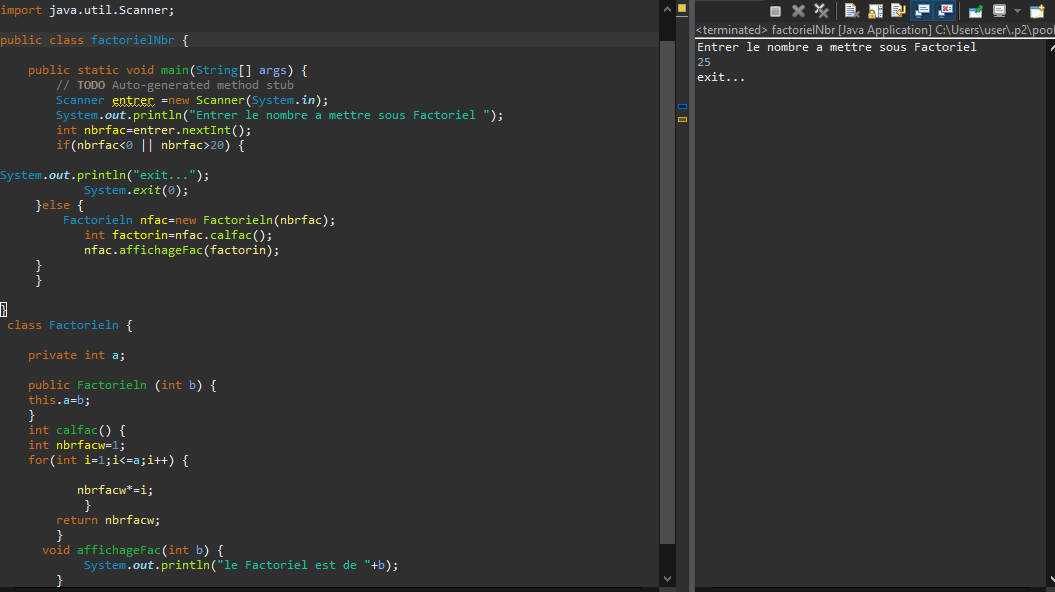 import java.util.Scanner;
public class factorielNbr {
public static void main(String[] args) {
// TODO Auto-generated method stub
Scanner entrer =new Scanner(System.in);
System.out.println("Entrer le nombre a mettre sous Factoriel ");
int nbrfac=entrer.nextInt();
if(nbrfac<0 || nbrfac>20) {
System.out.println("exit...");
System.exit(0);
}else {
Factorieln nfac=new Factorieln(nbrfac);
int factorin=nfac.calfac();
nfac.affichageFac(factorin);
}
}
}
class Factorieln {
private int a;
public Factorieln (int b) {
this.a=b;
}
int calfac() {
int nbrfacw=1;
for(int i=1;i<=a;i++) {
nbrfacw*=i;
}
return nbrfacw;
}
void affichageFac(int b) {
System.out.println("le Factoriel est de "+b);
}
<terminated> factorielNbr [Java Application] C:\Users\user\.p2\pool
Entrer le nombre a mettre sous Factoriel
25
exit...